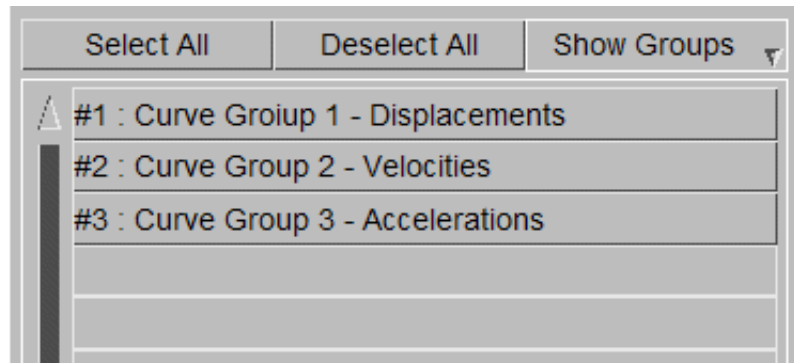 Select All Deselect All Show Groups
#1 : Curve Groiup 1 - Displacements
#2 : Curve Group 2 - Velocities
#3 : Curve Group 3 - Accelerations